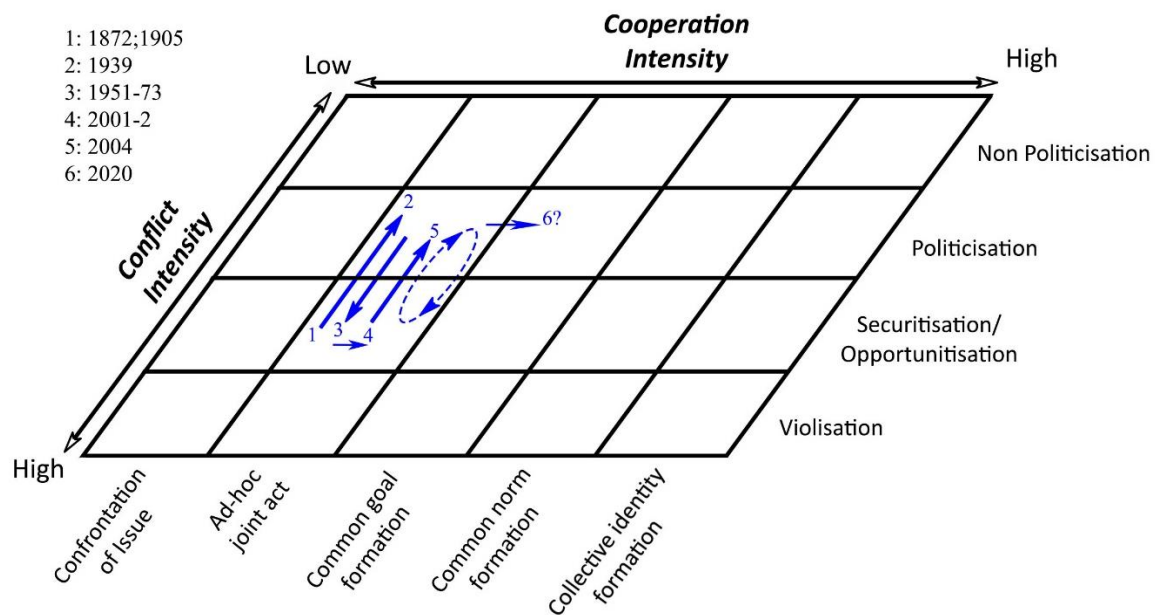 1: 1872;1905
2: 1939
3: 1951-73
4: 2001-2
5: 2004
6: 2020
Cooperation
Intensity
Low
High
Conflict
Intensity
High
Non Politicisation
Politicisation
Securitisation/
Opportunitisation
Violisation
2
5
6?
1
3
4
Confrontation
of Issue
Ad-hoc
joint act
Common goal
formation
Common norm
formation
Collective identity
formation